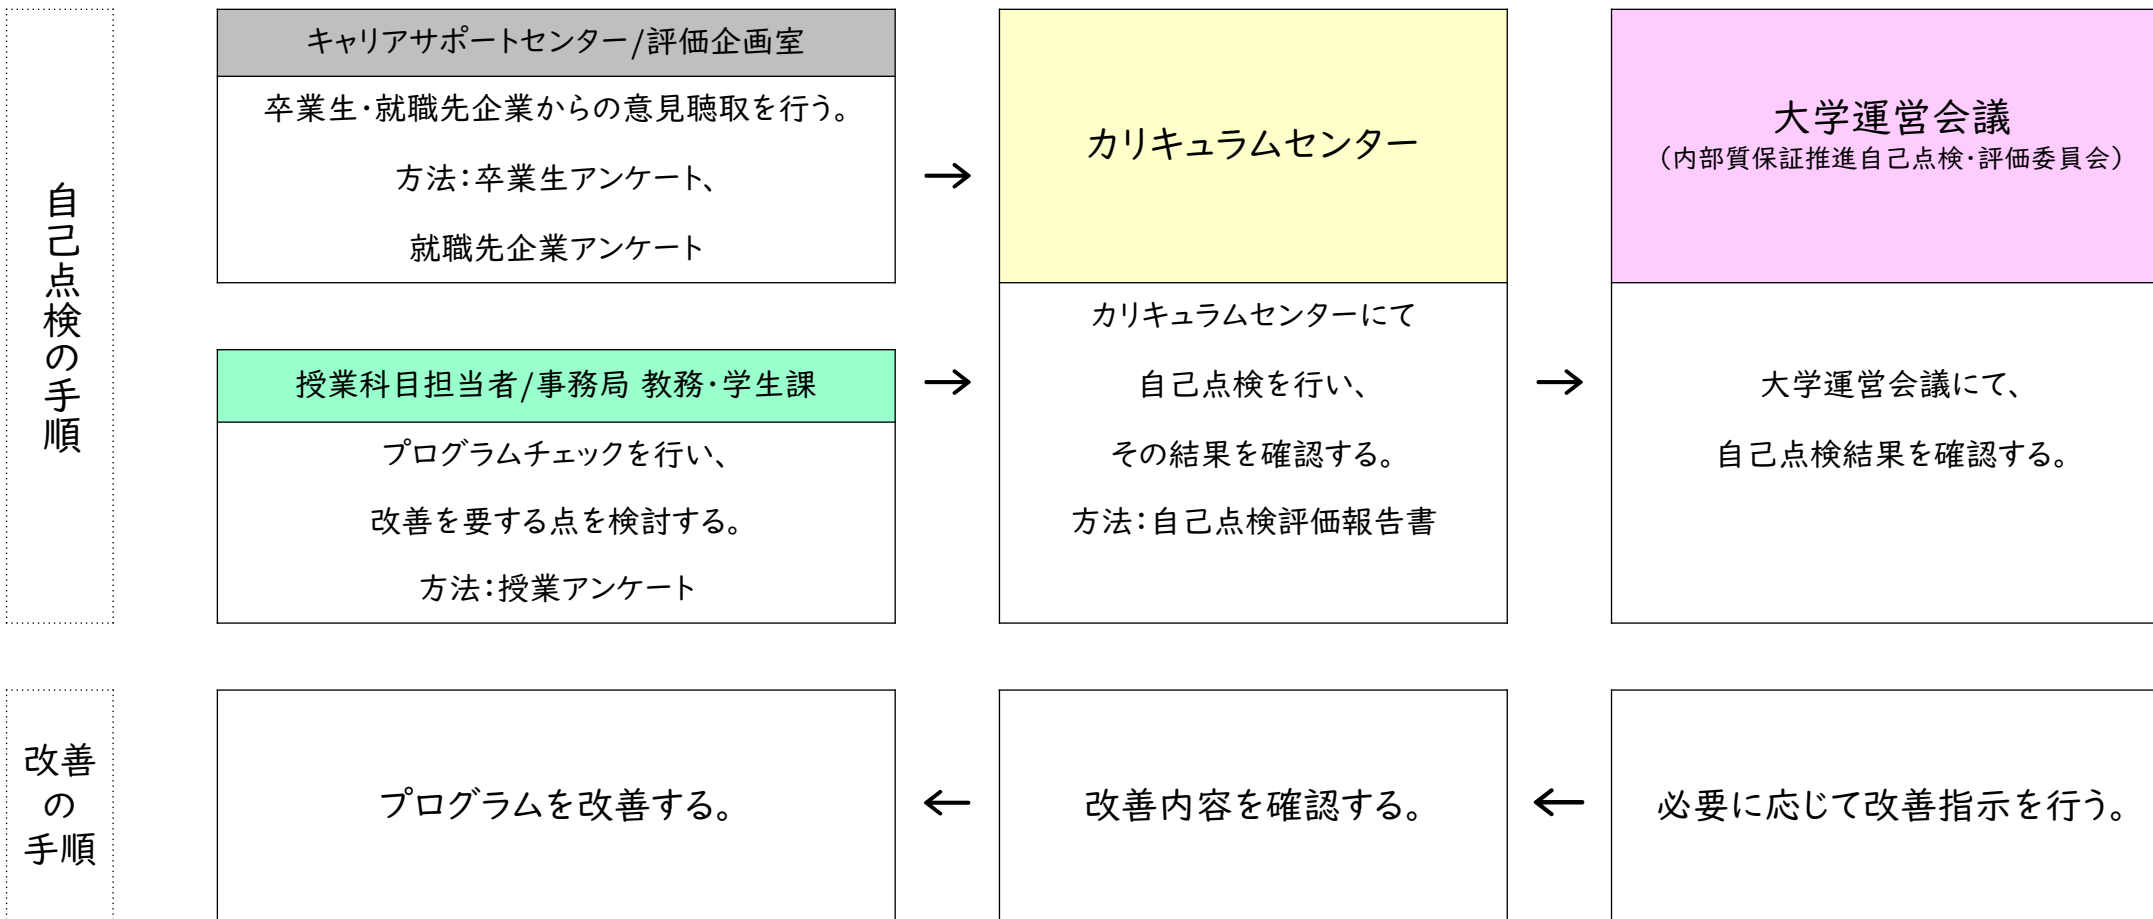 自己点検の手順
キャリアサポートセンター/評価企画室
卒業生・就職先企業からの意見聴取を行う。
方法：卒業生アンケート、
就職先企業アンケート
→
授業科目担当者/事務局 教務・学生課
プログラムチェックを行い、
改善を要する点を検討する。
方法：授業アンケート
→
カリキュラムセンター
カリキュラムセンターにて
自己点検を行い、
その結果を確認する。
方法：自己点検評価報告書
→
大学運営会議
（内部質保証推進自己点検・評価委員会）
大学運営会議にて、
自己点検結果を確認する。
改善
の
手順
プログラムを改善する。
←
改善内容を確認する。
←
必要に応じて改善指示を行う。